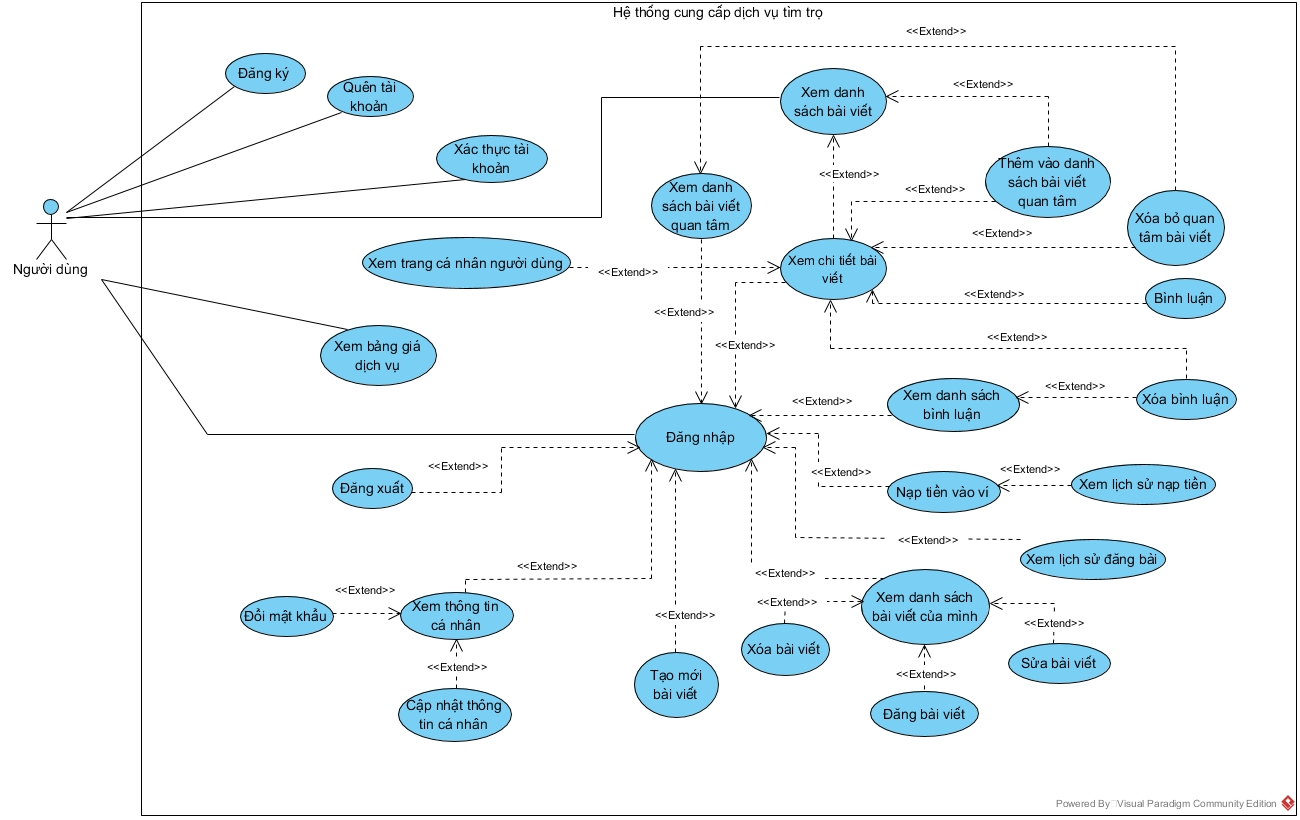 Hệ thống cung cấp dịch vụ tìm trọ
<<Extend>>
Đăng ký
Quên tài
khoản
Xem danh
sách bài viết
<<Extend>>
Xác thực tài
khoản
<<Extend>>
Thêm vào danh
sách bài viết
quan tâm
Xem danh
sách bài viết
quan tâm
<<Extend>>
Xóa bỏ quan
tâm bài viết
<<Extend>>
Người dùng
Xem trang cá nhân người dùng
<<Extend>>
Xem chi tiết bài
viết
<<Extend>>
Bình luận
<<Extend>>
<<Extend>>
<<Extend>>
Xem bảng giá
dịch vụ
<<Extend>>
Xem danh sách
bình luận
<<Extend>>
Xóa bình luận
Đăng nhập
<<Extend>>
Đăng xuất
<<Extend>>
Nạp tiền vào ví
<<Extend>>
Xem lịch sử nạp tiền
<<Extend>>
Xem lịch sử đăng bài
<<Extend>>
<<Extend>>
<<Extend>>
Đổi mật khẩu
Xem thông tin
cá nhân
<<Extend>>
<<Extend>>
Xem danh sách
bài viết của mình
<<Extend>>
Xóa bài viết
Sửa bài viết
<<Extend>>
<<Extend>>
Cập nhật thông
tin cá nhân
Tạo mới
bài viết
Đăng bài viết
Powered By Visual Paradigm Community Edition